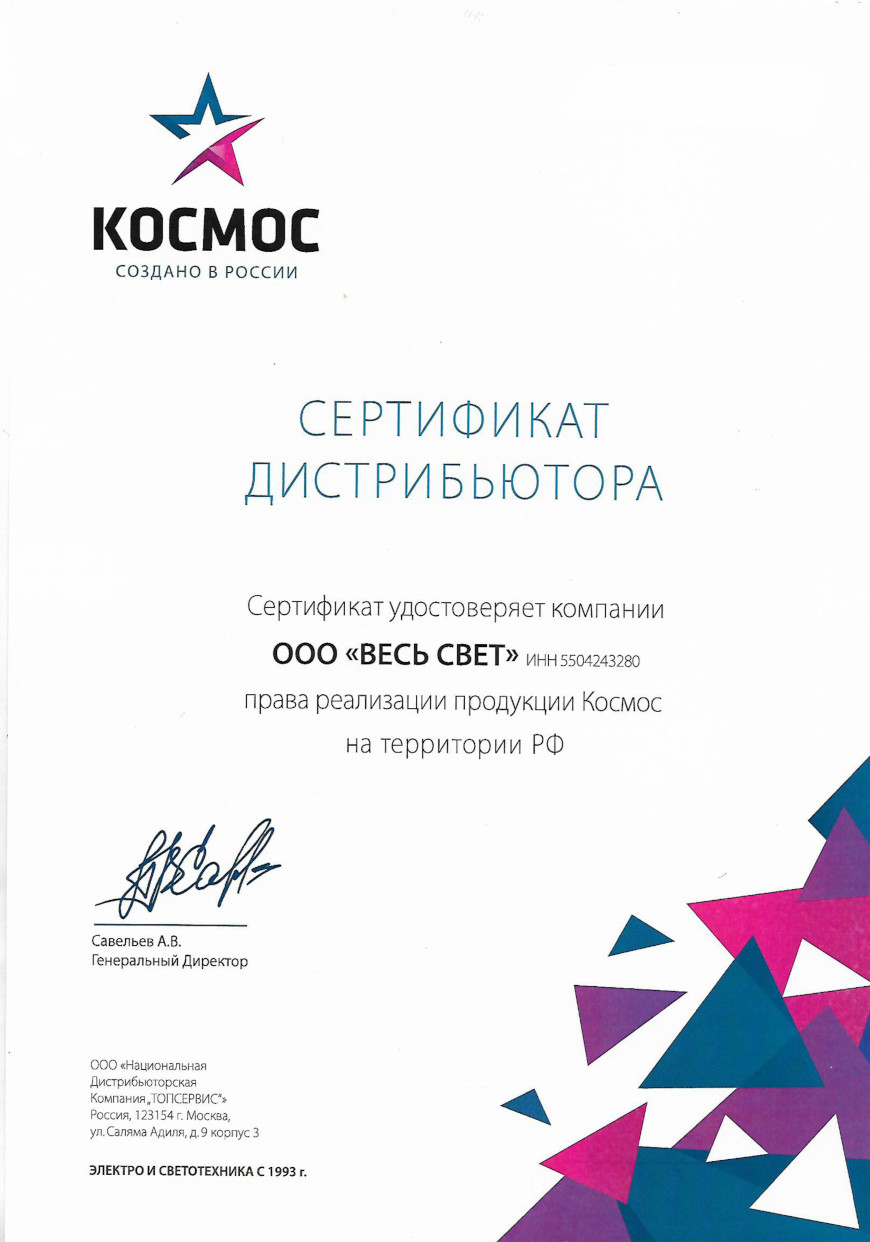 КОСМОС
СОЗДАНО В РОССИИ
СЕРТИФИКАТ
ДИСТРИБЬЮТОРА
Сертификат удостоверяет компании
ООО «ВЕСЬ СВЕТ» ИНН 5504243280
права реализации продукции Космос
на территории РФ
Савельев А.В.
Генеральный Директор
ООО «Национальная
Дистрибьюторская
Компания „ТОПСЕРВИС“»
Россия, 123154 г. Москва,
ул. Саляма Адиля, д. 9 корпус 3
ЭЛЕКТРО И СВЕТОТЕХНИКА С 1993 г.